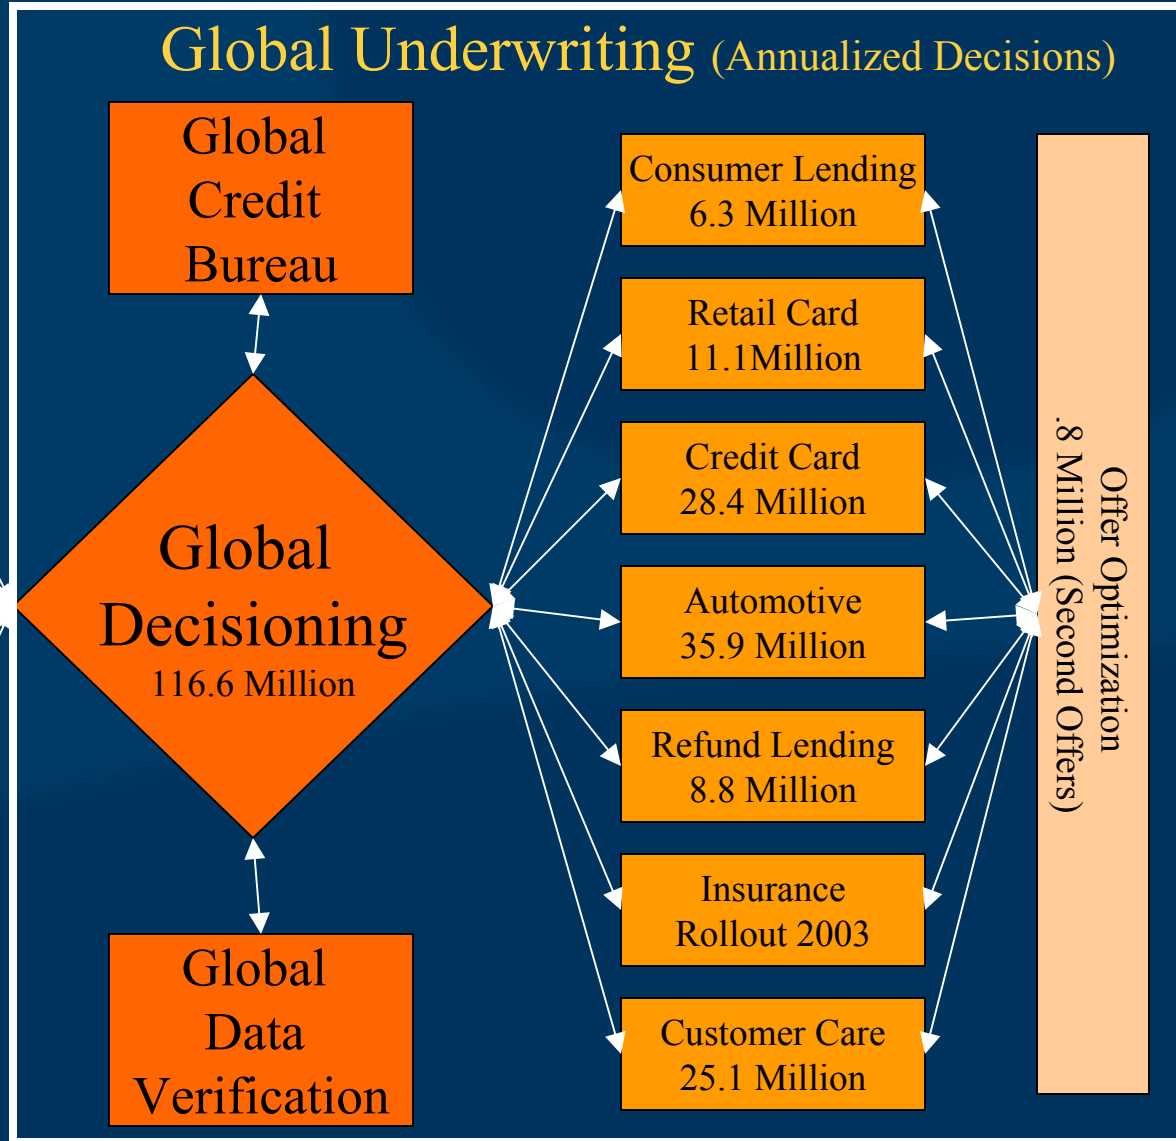 Global Underwriting (Annualized Decisions)
Global
Credit
Bureau
Global
Decisioning
116.6 Million
Global
Data
Verification
Consumer Lending
6.3 Million
Retail Card
11.1Million
Credit Card
28.4 Million
Automotive
35.9 Million
Refund Lending
8.8 Million
Insurance
Rollout 2003
Customer Care
25.1 Million
Offer Optimization
.8 Million (Second Offers)